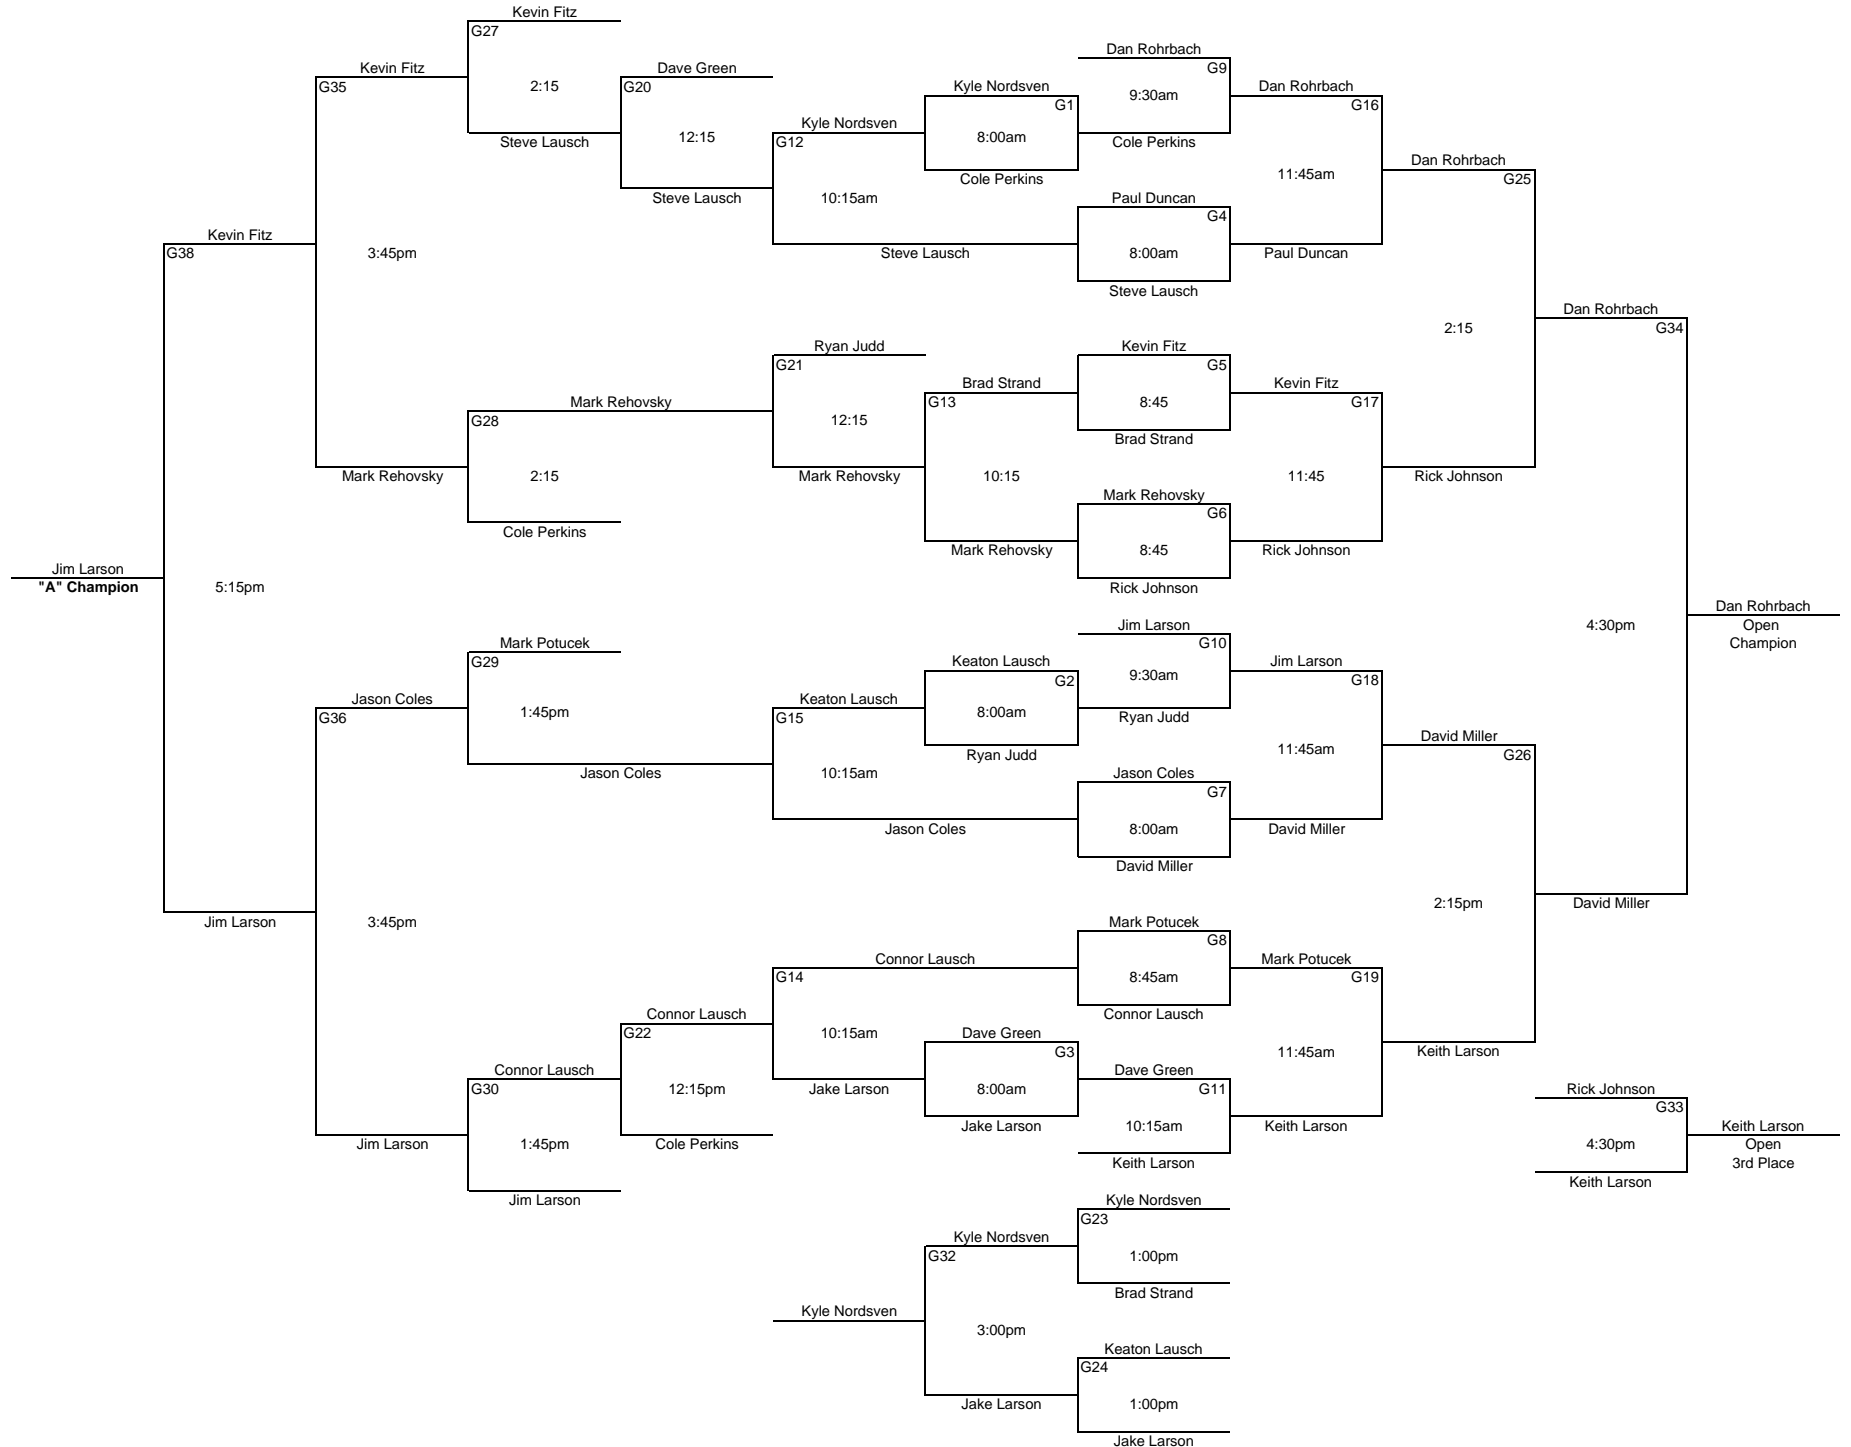 Kevin Fitz
G27
Dan Rohrbach
Kevin Fitz
Dave Green
G9
G35
2:15
G20
Kyle Nordsven
9:30am
Dan Rohrbach
G1
G16
Kyle Nordsven
12:15
8:00am
Steve Lausch
G12
Cole Perkins
Dan Rohrbach
Cole Perkins
11:45am
G25
Steve Lausch
10:15am
Paul Duncan
G4
Kevin Fitz
G38
3:45pm
Steve Lausch
8:00am
Paul Duncan
Steve Lausch
Dan Rohrbach
2:15
G34
Ryan Judd
Kevin Fitz
G21
G5
Brad Strand
Kevin Fitz
Mark Rehovsky
G13
8:45
G17
G28
12:15
Brad Strand
Mark Rehovsky
2:15
Mark Rehovsky
10:15
11:45
Rick Johnson
Mark Rehovsky
G6
Cole Perkins
Mark Rehovsky
8:45
Rick Johnson
Jim Larson
"A" Champion
5:15pm
Rick Johnson
Dan Rohrbach
Jim Larson
4:30pm
Open
Mark Potucek
G10
Champion
G29
Keaton Lausch
9:30am
Jim Larson
G2
G18
Jason Coles
Keaton Lausch
G36
1:45pm
G15
8:00am
Ryan Judd
David Miller
Ryan Judd
11:45am
G26
Jason Coles
10:15am
Jason Coles
G7
Jason Coles
8:00am
David Miller
David Miller
2:15pm
David Miller
Jim Larson
3:45pm
Mark Potucek
G8
Connor Lausch
Mark Potucek
G14
8:45am
G19
Connor Lausch
Connor Lausch
G22
10:15am
Dave Green
G3
11:45am
Keith Larson
Connor Lausch
Dave Green
G30
12:15pm
Jake Larson
8:00am
G11
Rick Johnson
G33
Jake Larson
10:15am
Keith Larson
Keith Larson
Jim Larson
1:45pm
Cole Perkins
4:30pm
Open
Keith Larson
3rd Place
Keith Larson
Jim Larson
Kyle Nordsven
G23
Kyle Nordsven
G32
1:00pm
Brad Strand
Kyle Nordsven
3:00pm
Keaton Lausch
G24
Jake Larson
1:00pm
Jake Larson